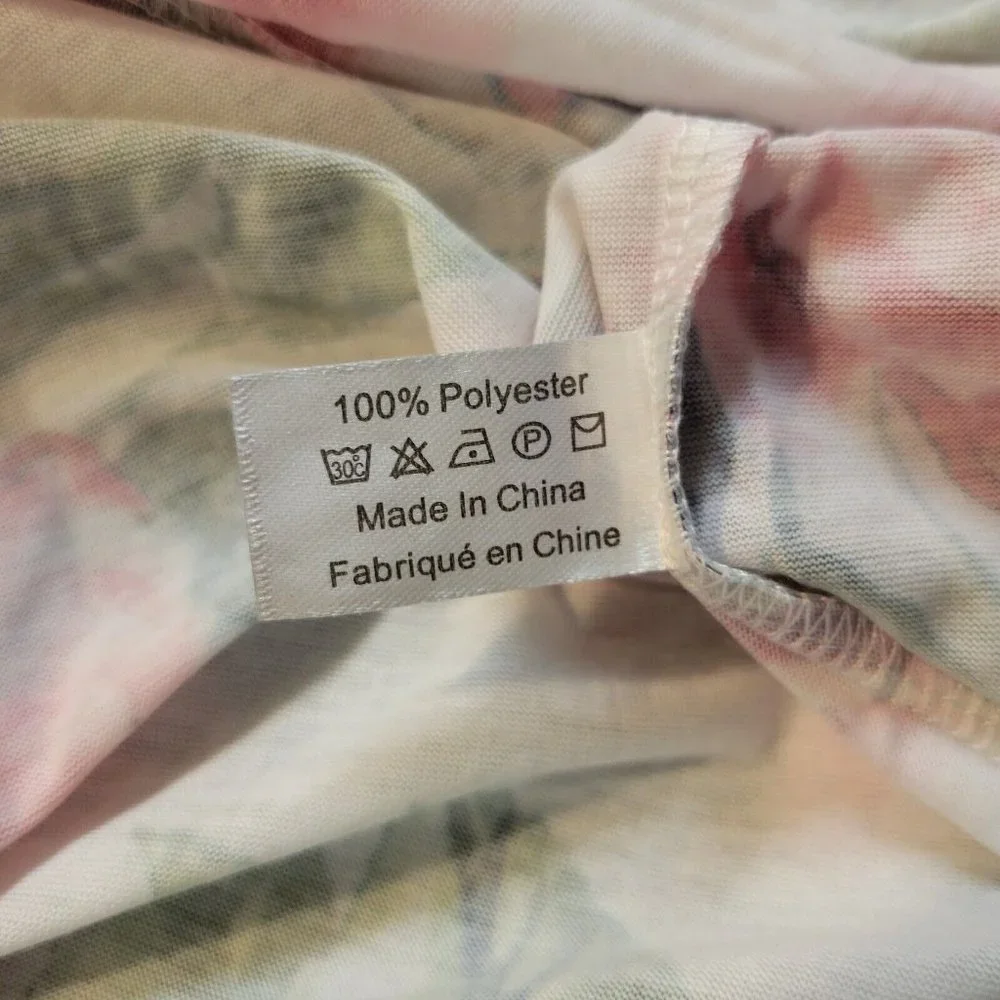 100% Polyester
30°C P
Made In China
Fabriqué en Chine